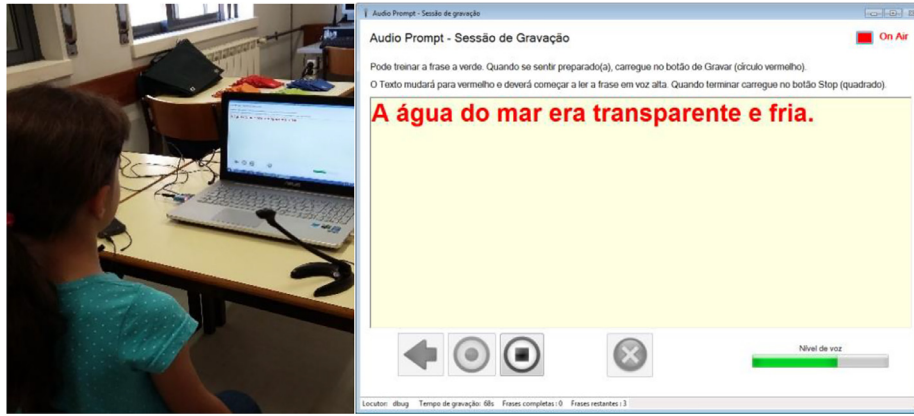 Audio Prompt - Sessão de gravação
Audio Prompt - Sessão de Gravação
On Air
Pode treinar a frase a verde. Quando se sentir preparado(a), carregue no botão de Gravar (círculo vermelho).
O Texto mudará para vermelho e deverá começar a ler a frase em voz alta. Quando terminar carregue no botão Stop (quadrado).
A água do mar era transparente e fria.
Nível de voz
Locutor: dbug Tempo de gravação: 68s Frases completas : 0 Frases restantes : 3
ASUS